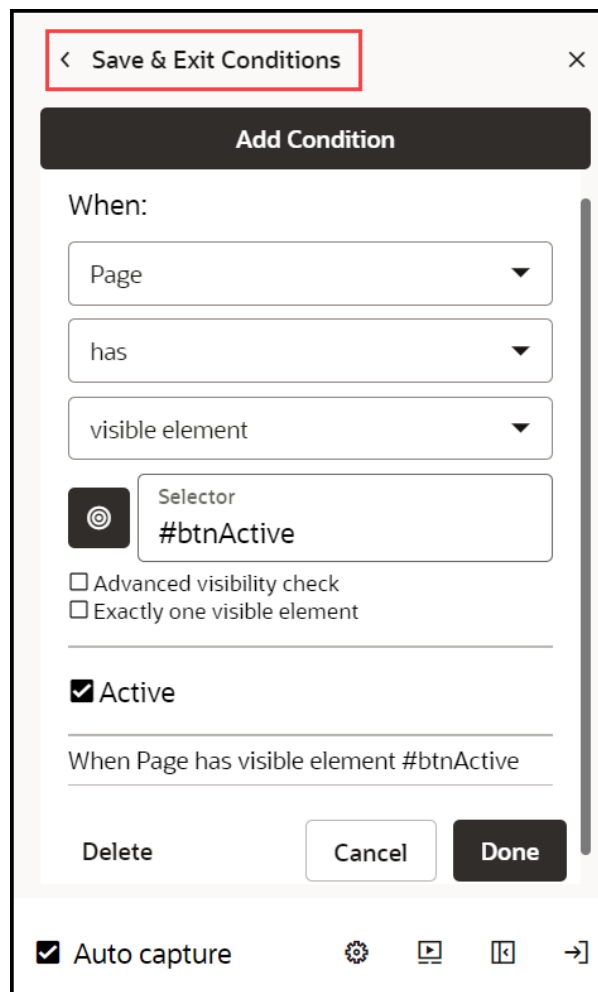 Save & Exit Conditions
Add Condition
When:
Page
has
visible element
Selector
#btnActive
Advanced visibility check
Exactly one visible element
Active
When Page has visible element #btnActive
Delete
Cancel
Done
Auto capture